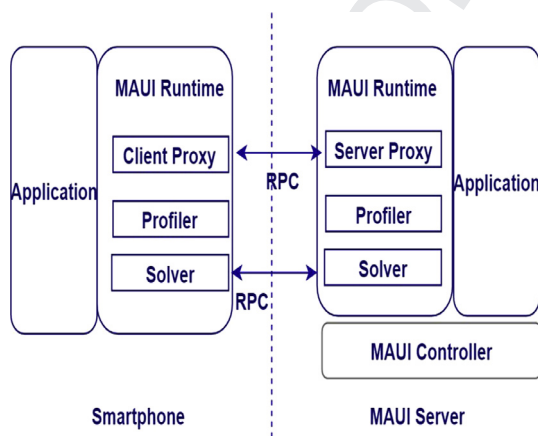 MAUI Runtime
Client Proxy
Application
Profiler
Solver
RPC
RPC
MAUI Runtime
Server Proxy
Application
Profiler
Solver
MAUI Controller
Smartphone
MAUI Server